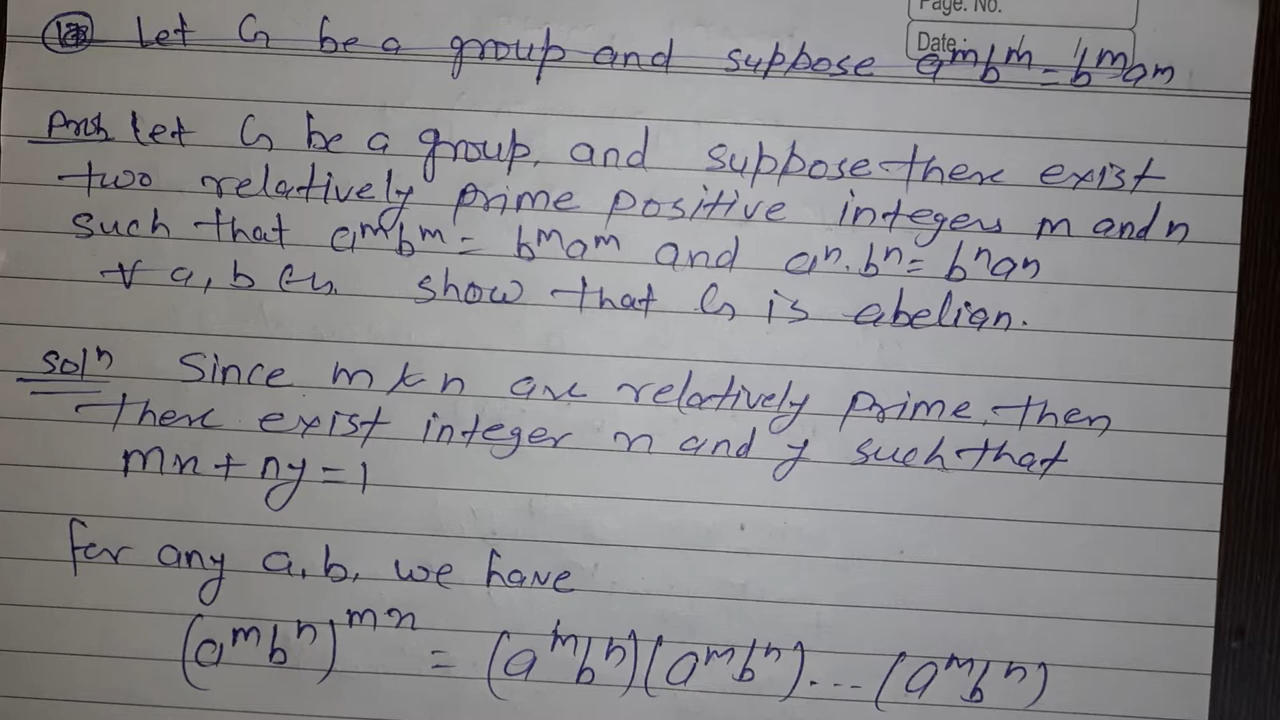 Page. No.
Date:
(13) Let G be a group and suppose a^m b^m = b^m a^m
Prob Let G be a group, and suppose there exist
two relatively prime positive integers m and n
such that a^m b^m = b^m a^m and a^n. b^n = b^n a^n
∀ a, b ∈ G. show that G is abelian.
Sol^n Since m & n are relatively prime, then
there exist integer x and y such that
mx + ny = 1
for any a, b, we have
(a^m b^n)^mx = (a^m b^n)(a^m b^n)...(a^m b^n)